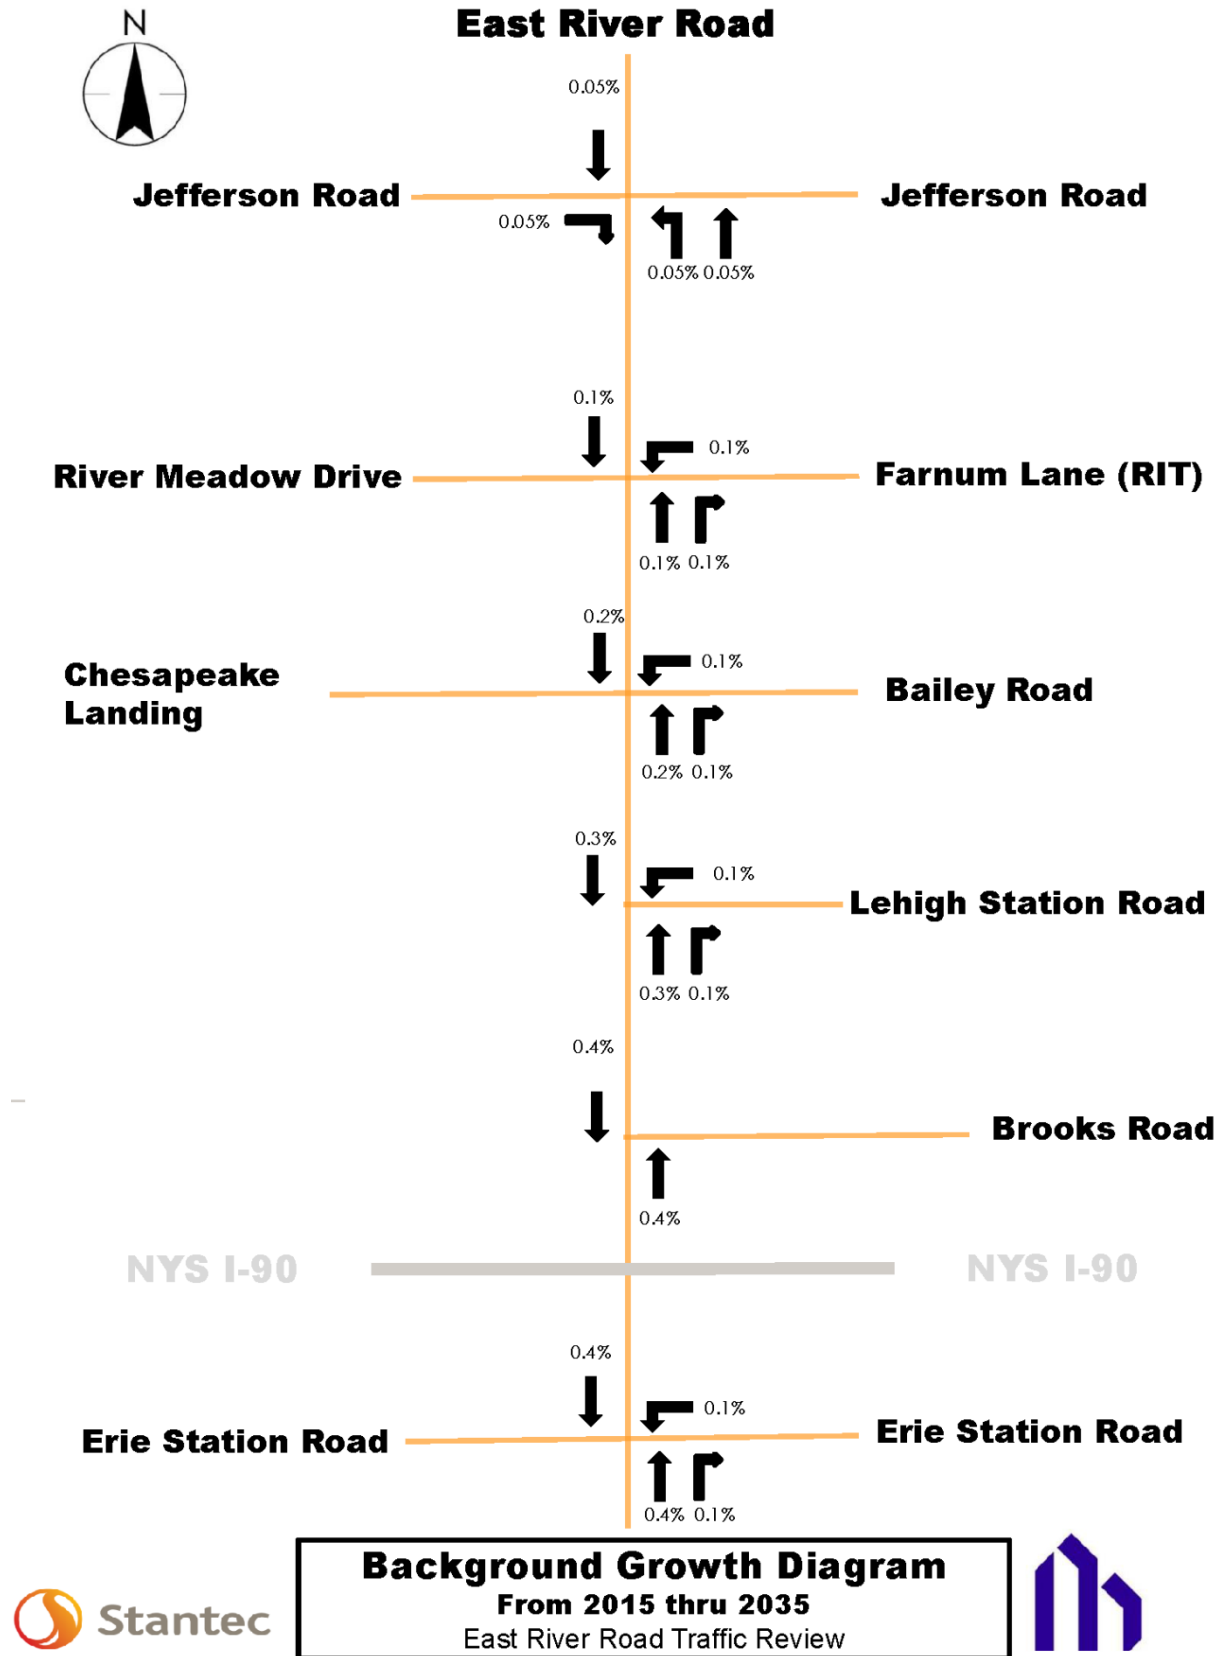 N
East River Road
0.05%
Jefferson Road
Jefferson Road
0.05%
0.05% 0.05%
0.1%
0.1%
River Meadow Drive
Farnum Lane (RIT)
0.1% 0.1%
0.2%
0.1%
Chesapeake
Landing
Bailey Road
0.2% 0.1%
0.3%
0.1%
Lehigh Station Road
0.3% 0.1%
0.4%
Brooks Road
0.4%
NYS I-90
NYS I-90
0.4%
0.1%
Erie Station Road
Erie Station Road
0.4% 0.1%
Background Growth Diagram
From 2015 thru 2035
East River Road Traffic Review
Stantec